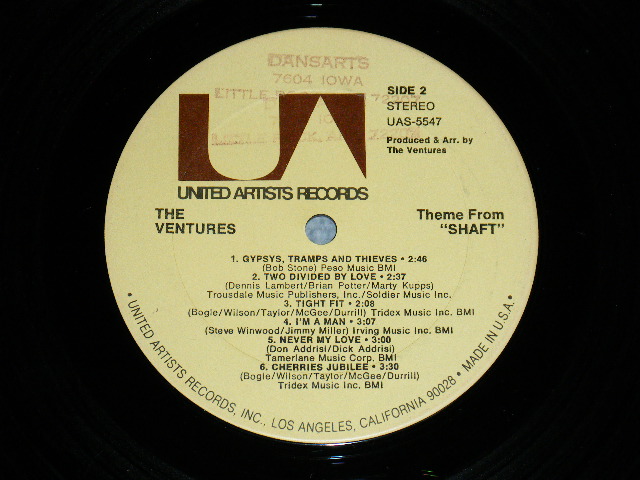 DANSARTS
7604 IOWA
LITTLE
SIDE 2
STEREO
UAS-5547
Produced & Arr. by
The Ventures
UA
UNITED ARTISTS RECORDS
THE
VENTURES
Theme From
"SHAFT"
1. GYPSYS, TRAMPS AND THIEVES • 2:46
(Bob Stone) Peso Music BMI
2. TWO DIVIDED BY LOVE • 2:37
(Dennis Lambert/Brian Potter/Marty Kupps)
Trousdale Music Publishers, Inc./Soldier Music Inc.
3. TIGHT FIT • 2:08
(Bogle/Wilson/Taylor/McGee/Durrill) Tridex Music Inc. BMI
4. I'M A MAN • 3:07
(Steve Winwood/Jimmy Miller) Irving Music Inc. BMI
5. NEVER MY LOVE • 3:00
(Don Addrisi/Dick Addrisi)
Tamerlane Music Corp. BMI
6. CHERRIES JUBILEE • 3:30
(Bogle/Wilson/Taylor/McGee/Durrill)
Tridex Music Inc. BMI
• UNITED ARTISTS RECORDS, INC., LOS ANGELES, CALIFORNIA 90028 • MADE IN U.S.A. •